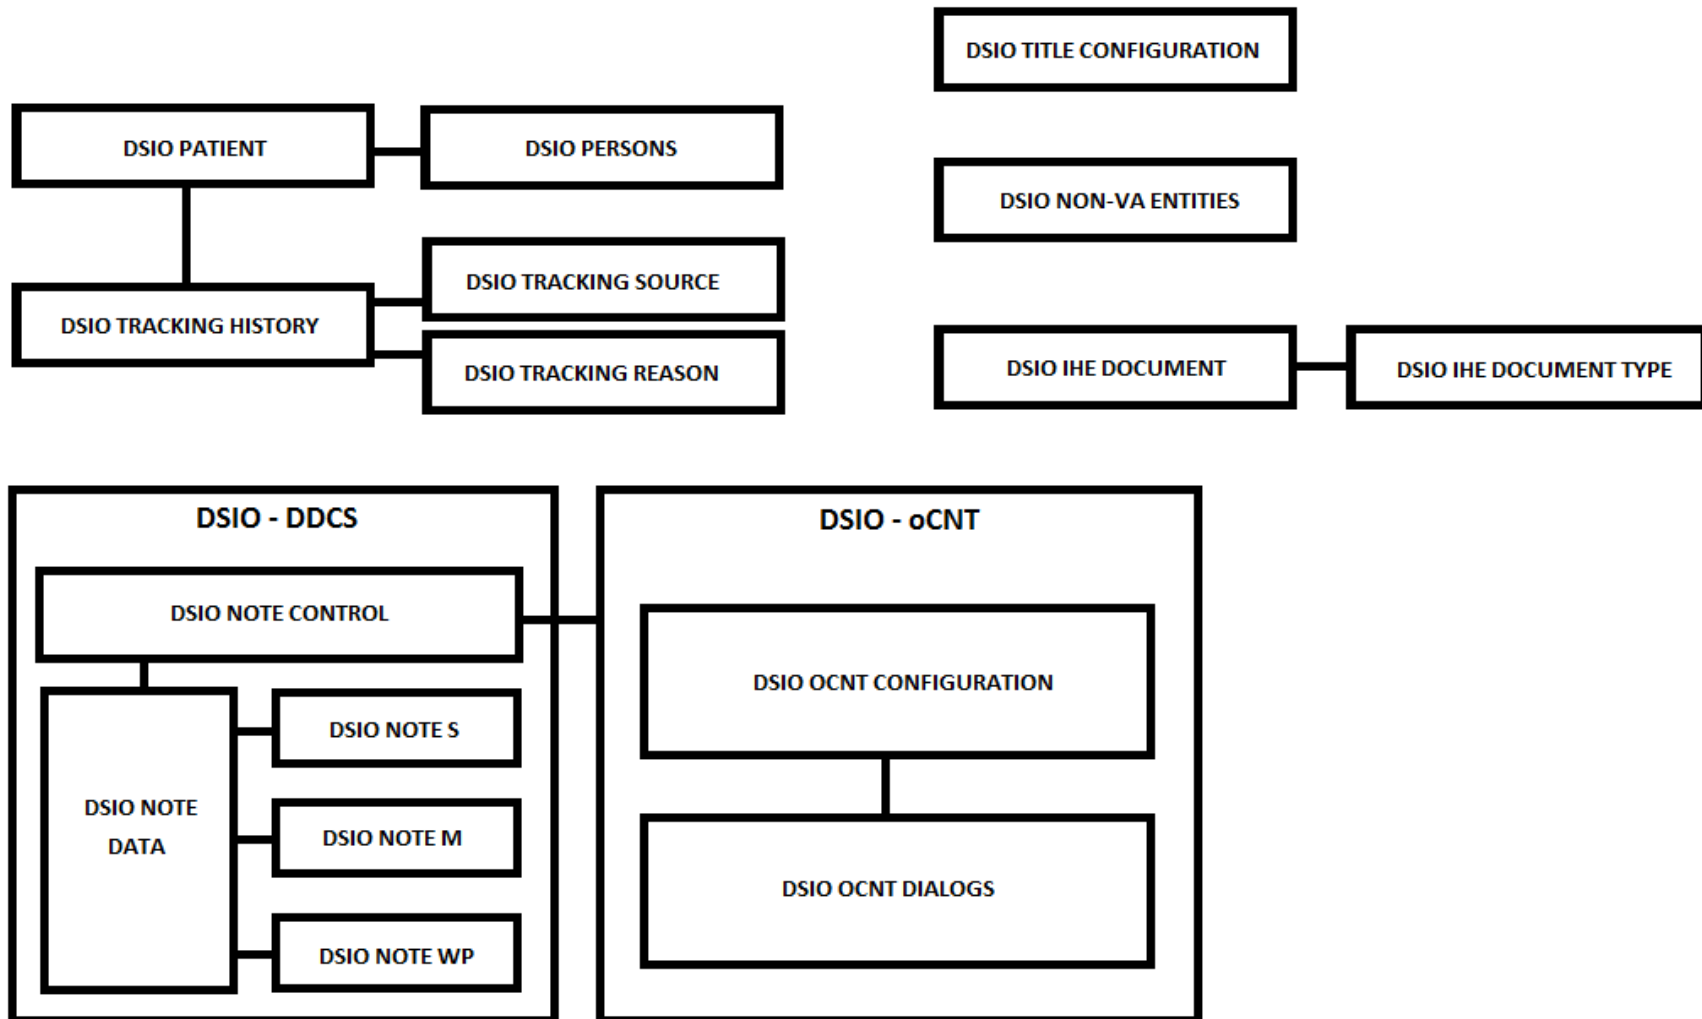 DSIO TITLE CONFIGURATION
DSIO PATIENT
DSIO PERSONS
DSIO NON-VA ENTITIES
DSIO TRACKING SOURCE
DSIO TRACKING HISTORY
DSIO TRACKING REASON
DSIO IHE DOCUMENT
DSIO IHE DOCUMENT TYPE
DSIO - DDCS
DSIO NOTE CONTROL
DSIO NOTE
DATA
DSIO NOTE S
DSIO NOTE M
DSIO NOTE WP
DSIO - oCNT
DSIO OCNT CONFIGURATION
DSIO OCNT DIALOGS